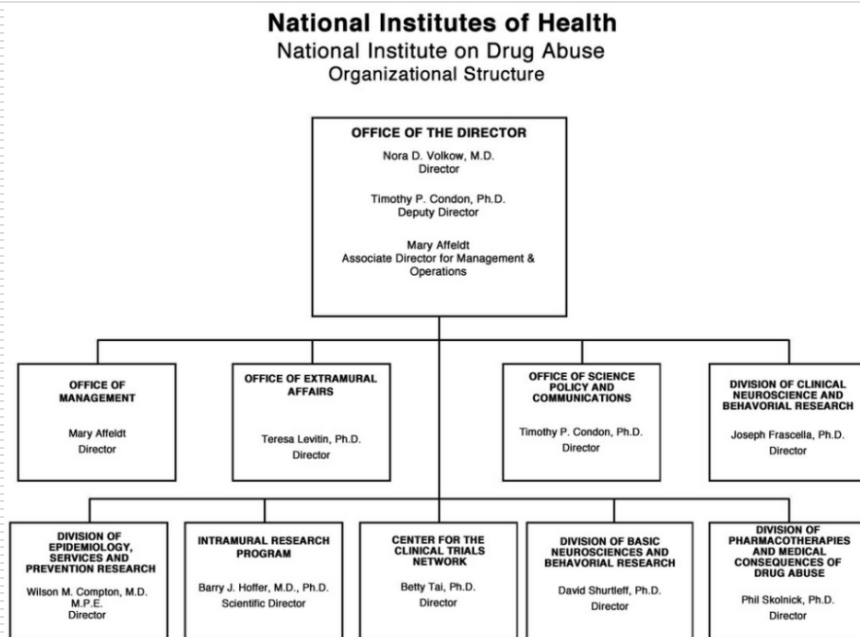 National Institutes of Health
National Institute on Drug Abuse
Organizational Structure
OFFICE OF THE DIRECTOR
Nora D. Volkow, M.D.
Director
Timothy P. Condon, Ph.D.
Deputy Director
Mary Affeldt
Associate Director for Management &
Operations
OFFICE OF
MANAGEMENT
Mary Affeldt
Director
OFFICE OF EXTRAMURAL
AFFAIRS
Teresa Levitin, Ph.D.
Director
OFFICE OF SCIENCE
POLICY AND
COMMUNICATIONS
Timothy P. Condon, Ph.D.
Director
DIVISION OF CLINICAL
NEUROSCIENCE AND
BEHAVORIAL RESEARCH
Joseph Frascella, Ph.D.
Director
DIVISION OF
EPIDEMIOLOGY,
SERVICES AND
PREVENTION RESEARCH
Wilson M. Compton, M.D.
M.P.E.
Director
INTRAMURAL RESEARCH
PROGRAM
Barry J. Hoffer, M.D., Ph.D.
Scientific Director
CENTER FOR THE
CLINICAL TRIALS
NETWORK
Betty Tai, Ph.D.
Director
DIVISION OF BASIC
NEUROSCIENCES AND
BEHAVORIAL RESEARCH
David Shurtleff, Ph.D.
Director
DIVISION OF
PHARMACOTHERAPIES
AND MEDICAL
CONSEQUENCES OF
DRUG ABUSE
Phil Skolnick, Ph.D.
Director